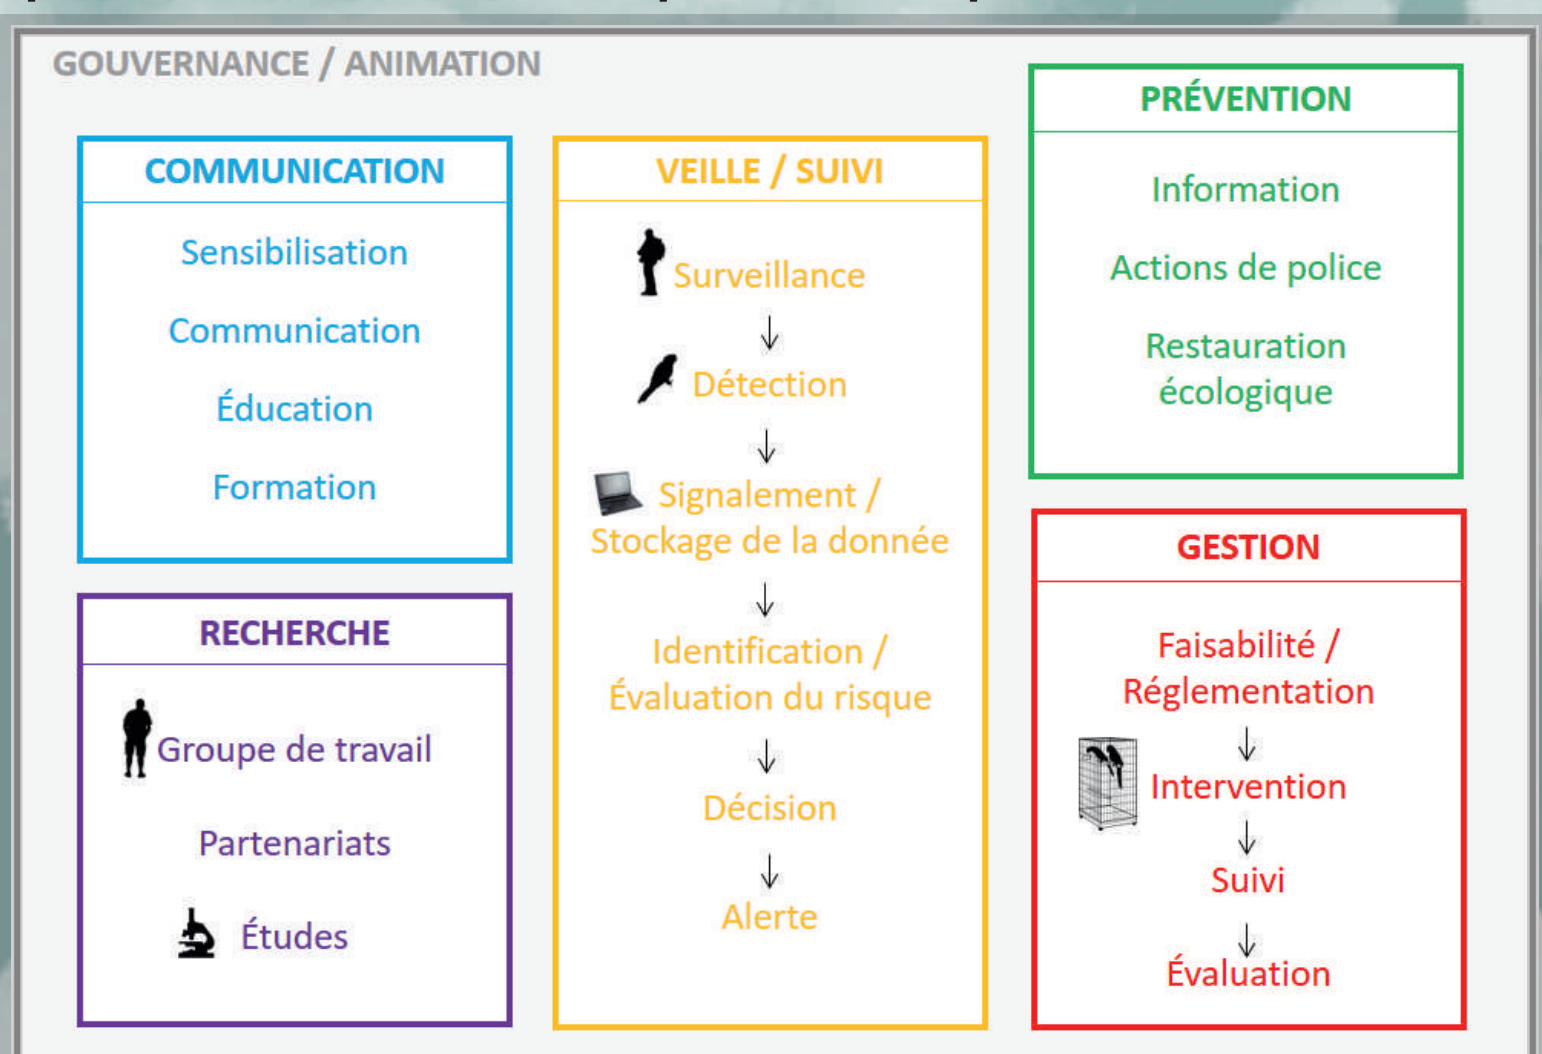 GOUVERNANCE / ANIMATION
COMMUNICATION
Sensibilisation
Communication
Éducation
Formation
RECHERCHE
Groupe de travail
Partenariats
Études
VEILLE / SUIVI
Surveillance
Détection
Signalement /
Stockage de la donnée
Identification /
Évaluation du risque
Décision
Alerte
PRÉVENTION
Information
Actions de police
Restauration
écologique
GESTION
Faisabilité /
Réglementation
Intervention
Suivi
Évaluation